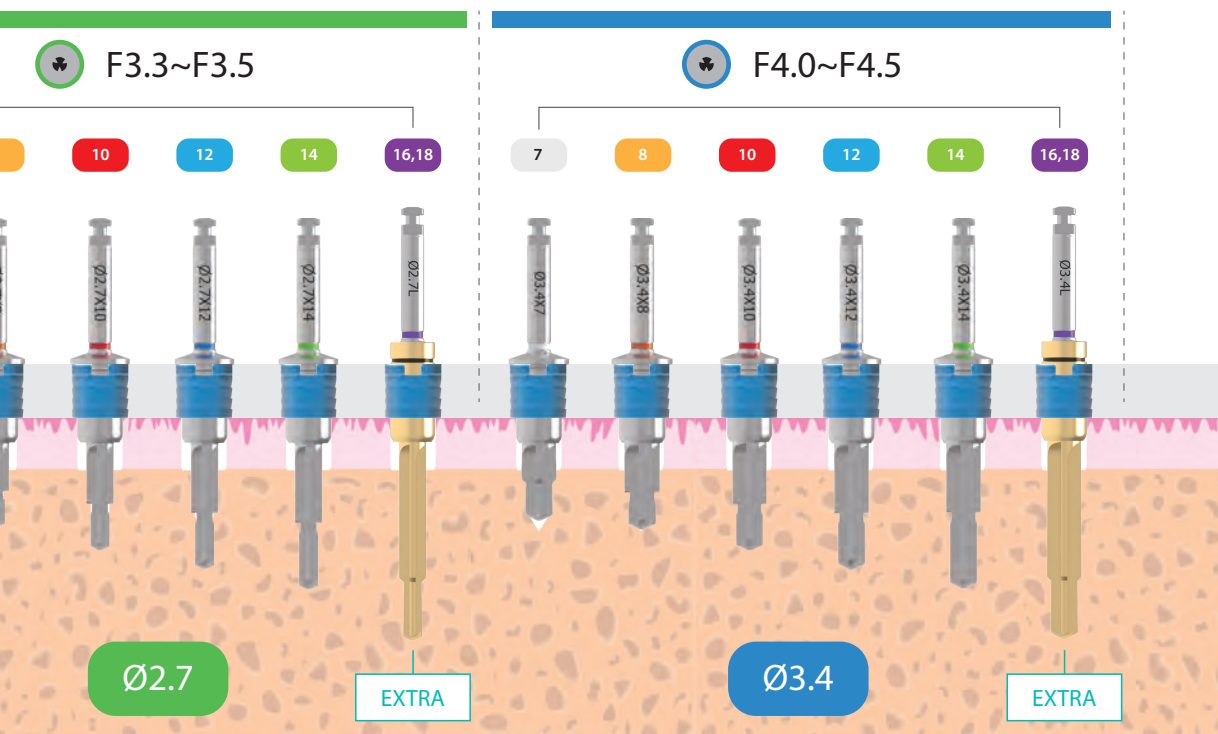 F3.3~F3.5
F4.0~F4.5
10
12
14
16,18
7
8
10
12
14
16,18
Ø2.7X10
Ø2.7X12
Ø2.7X14
Ø2.7L
Ø3.4X7
Ø3.4X8
Ø3.4X10
Ø3.4X12
Ø3.4X14
Ø3.4L
Ø2.7
EXTRA
Ø3.4
EXTRA